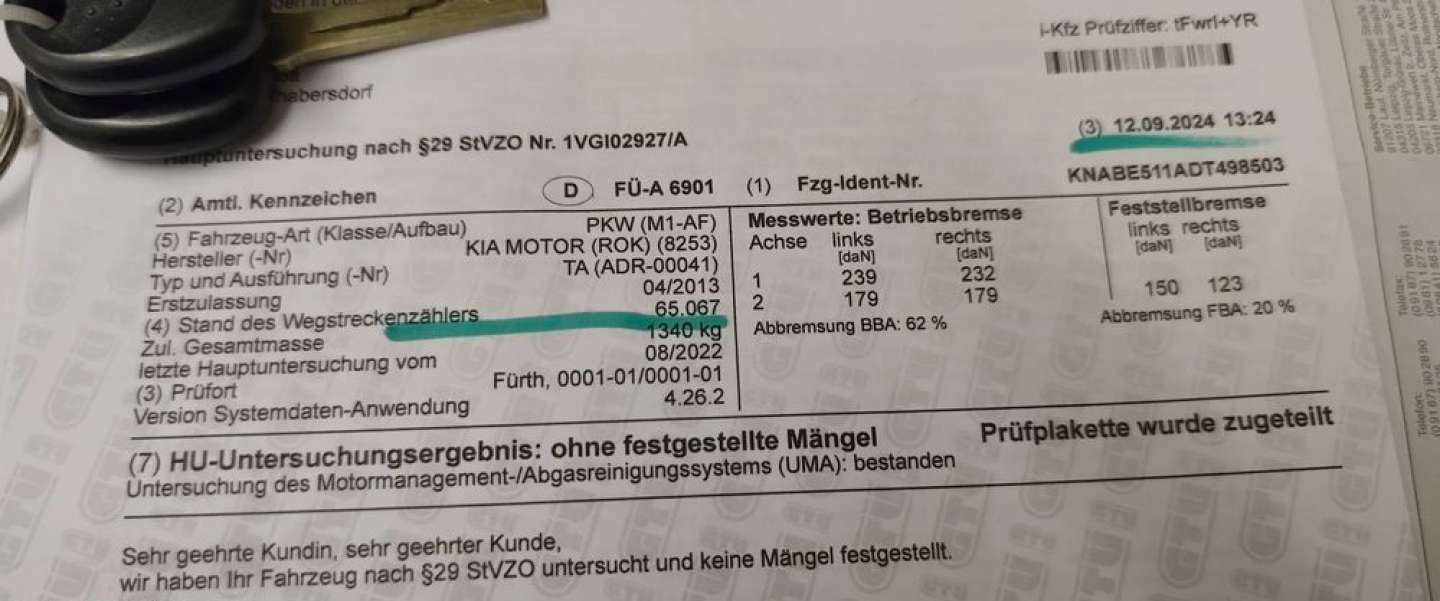 i-Kfz Prüfziffer: tFwrl+YR
habersdorf
(3) 12.09.2024 13:24
Hauptuntersuchung nach §29 StVZO Nr. 1VGI02927/A
(2) Amtl. Kennzeichen D FÜ-A 6901 (1) Fzg-Ident-Nr. KNABE511ADT498503
(5) Fahrzeug-Art (Klasse/Aufbau) PKW (M1-AF)
Hersteller (-Nr) KIA MOTOR (ROK) (8253)
Typ und Ausführung (-Nr) TA (ADR-00041)
Erstzulassung 04/2013
(4) Stand des Wegstreckenzählers 65.067
Zul. Gesamtmasse 1340 kg
letzte Hauptuntersuchung vom 08/2022
(3) Prüfort Fürth, 0001-01/0001-01
Version Systemdaten-Anwendung 4.26.2
Messwerte: Betriebsbremse Feststellbremse
Achse links rechts links rechts
[daN] [daN] [daN] [daN]
1 239 232
2 179 179 150 123
Abbremsung BBA: 62 % Abbremsung FBA: 20 %
(7) HU-Untersuchungsergebnis: ohne festgestellte Mängel Prüfplakette wurde zugeteilt
Untersuchung des Motormanagement-/Abgasreinigungssystems (UMA): bestanden
Sehr geehrte Kundin, sehr geehrter Kunde,
wir haben Ihr Fahrzeug nach §29 StVZO untersucht und keine Mängel festgestellt.
GTÜ